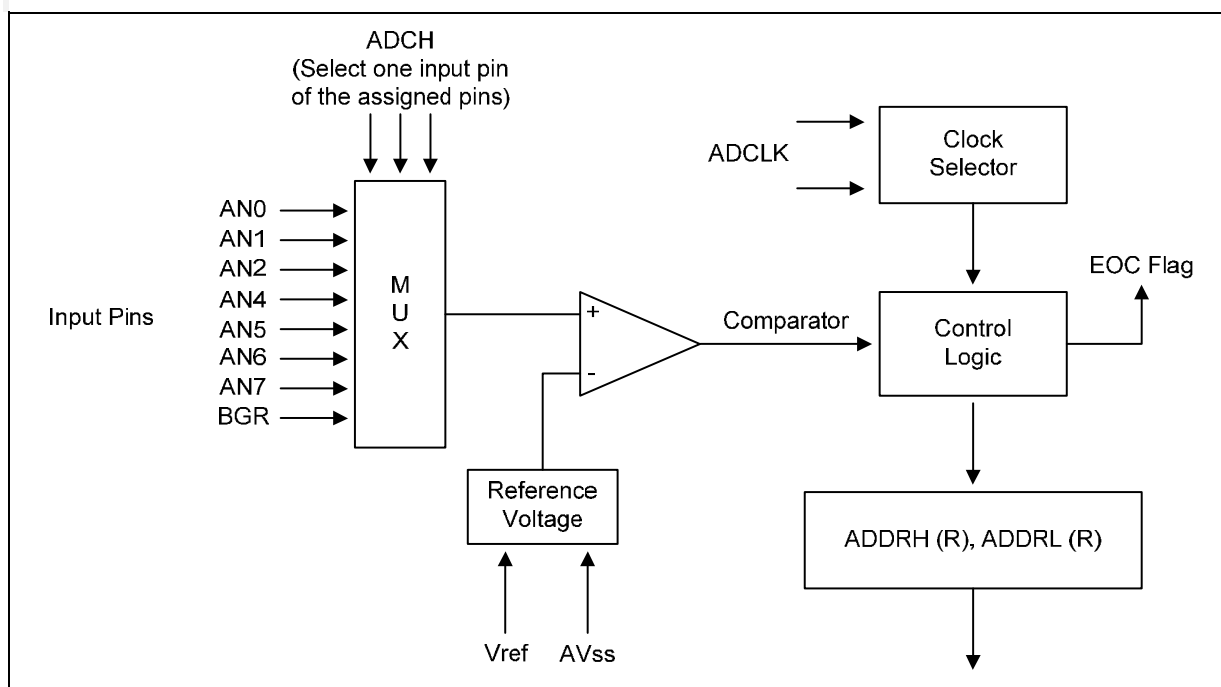 ADCH
(Select one input pin
of the assigned pins)
ADCLK
Clock
Selector
AN0
AN1
AN2
AN4
AN5
AN6
AN7
BGR
Input Pins
M
U
X
+
-
Comparator
Control
Logic
EOC Flag
Reference
Voltage
Vref
AVss
ADDRH (R), ADDRL (R)